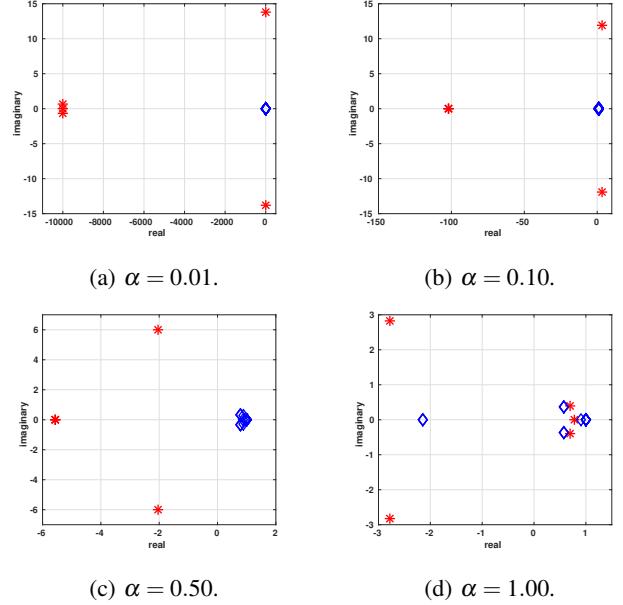 15
10
5
0
-5
-10
-15
imaginary
-10000 -8000 -6000 -4000 -2000 0
real
(a) α = 0.01.
15
10
5
0
-5
-10
-15
imaginary
-150 -100 -50 0
real
(b) α = 0.10.
6
4
2
0
-2
-4
-6
imaginary
-6 -4 -2 0 2
real
(c) α = 0.50.
3
2
1
0
-1
-2
-3
imaginary
-3 -2 -1 0 1
real
(d) α = 1.00.